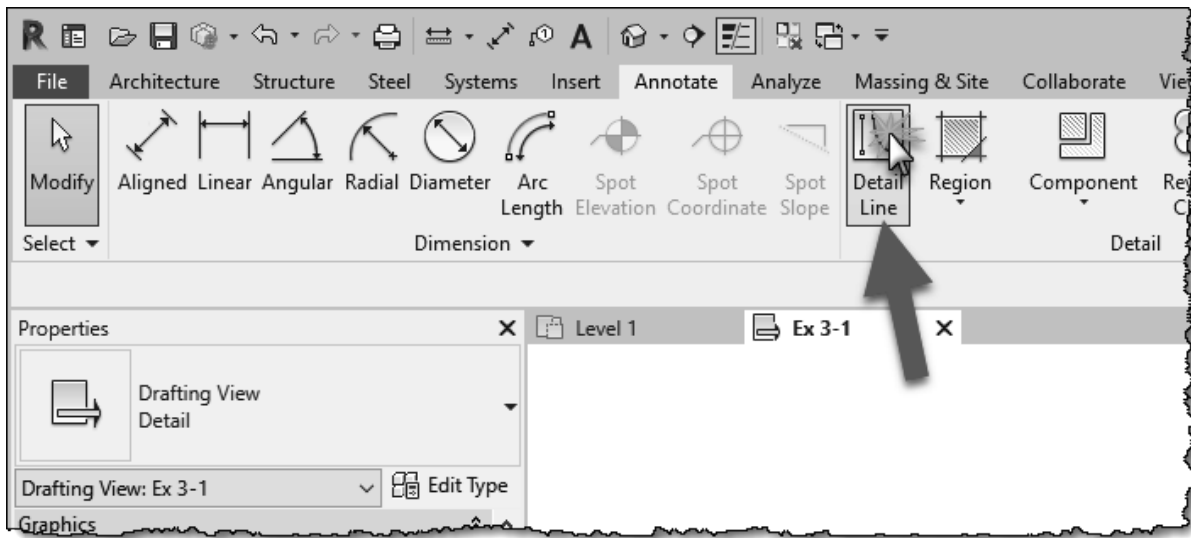 File Architecture Structure Steel Systems Insert Annotate Analyze Massing & Site Collaborate
Modify Aligned Linear Angular Radial Diameter Arc Length Spot Elevation Spot Coordinate Spot Slope Detail Line Region Component
Select Dimension Detail
Properties Level 1 Ex 3-1
Drafting View
Detail
Drafting View: Ex 3-1 Edit Type
Graphics